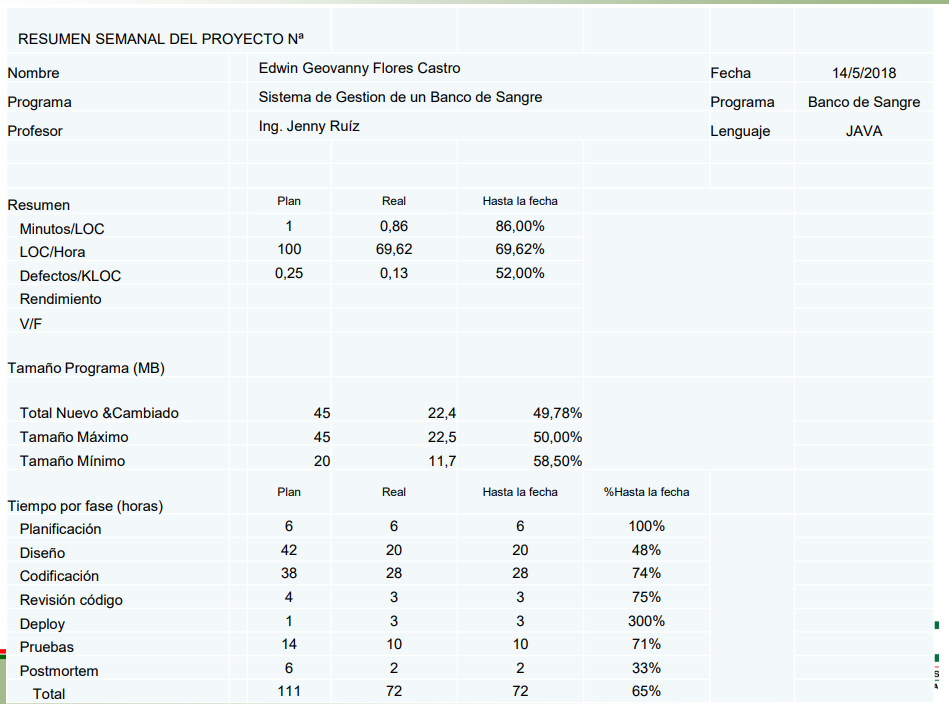 RESUMEN SEMANAL DEL PROYECTO Nª
Nombre Edwin Geovanny Flores Castro Fecha 14/5/2018
Programa Sistema de Gestion de un Banco de Sangre Programa Banco de Sangre
Profesor Ing. Jenny Ruíz Lenguaje JAVA
Resumen Plan Real Hasta la fecha
Minutos/LOC 1 0,86 86,00%
LOC/Hora 100 69,62 69,62%
Defectos/KLOC 0,25 0,13 52,00%
Rendimiento
V/F
Tamaño Programa (MB)
Total Nuevo &Cambiado 45 22,4 49,78%
Tamaño Máximo 45 22,5 50,00%
Tamaño Mínimo 20 11,7 58,50%
Tiempo por fase (horas) Plan Real Hasta la fecha %Hasta la fecha
Planificación 6 6 6 100%
Diseño 42 20 20 48%
Codificación 38 28 28 74%
Revisión código 4 3 3 75%
Deploy 1 3 3 300%
Pruebas 14 10 10 71%
Postmortem 6 2 2 33%
Total 111 72 72 65%